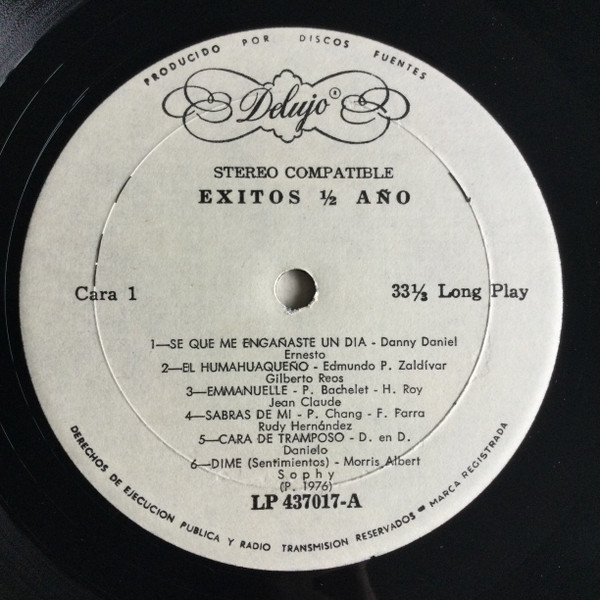 PRODUCIDO POR DISCOS FUENTES
Delujo ®
STEREO COMPATIBLE
EXITOS ½ AÑO
Cara 1
33⅓ Long Play
1—SE QUE ME ENGAÑASTE UN DIA - Danny Daniel
Ernesto
2—EL HUMAHUAQUEÑO - Edmundo P. Zaldívar
Gilberto Reos
3—EMMANUELLE - P. Bachelet - H. Roy
Jean Claude
4—SABRAS DE MI - P. Chang - F. Farra
Rudy Hernández
5—CARA DE TRAMPOSO - D. en D.
Danielo
6—DIME (Sentimientos) - Morris Albert
Sophy
(P. 1976)
LP 437017-A
DERECHOS DE EJECUCION PUBLICA Y RADIO TRANSMISION RESERVADOS - MARCA REGISTRADA